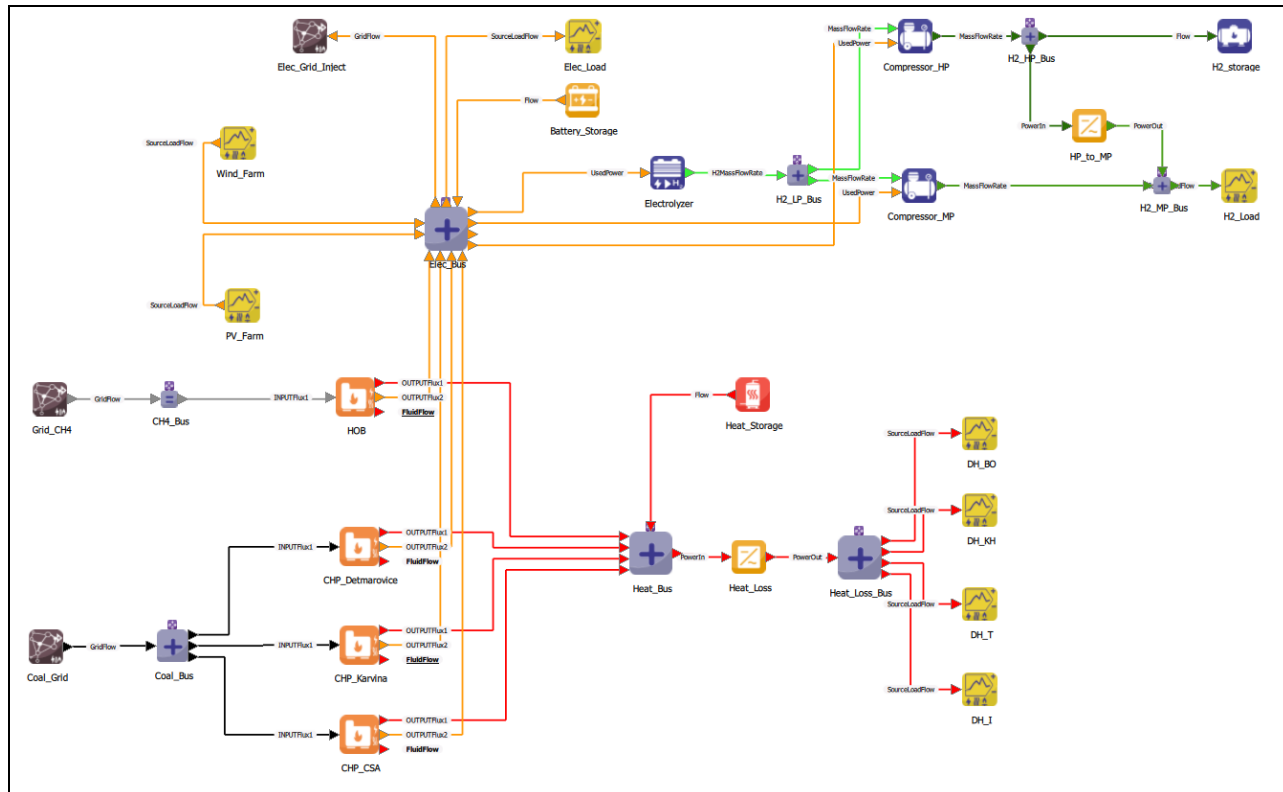 GridFlow
SourceLoadFlow
Elec_Grid_Inject
Elec_Load
MassFlowRate
UsedPower
Compressor_HP
MassFlowRate
H2_HP_Bus
Flow
H2_storage
Flow
Battery_Storage
PowerIn
PowerOut
HP_to_MP
SourceLoadFlow
Wind_Farm
UsedPower
Electrolyzer
H2MassFlowRate
H2_LP_Bus
MassFlowRate
UsedPower
Compressor_MP
MassFlowRate
H2_MP_Bus
Flow
H2_Load
Elec_Bus
SourceLoadFlow
PV_Farm
Grid_CH4
GridFlow
CH4_Bus
INPUTFlux1
HOB
OUTPUTFlux1
OUTPUTFlux2
FluidFlow
Flow
Heat_Storage
SourceLoadFlow
DH_BO
SourceLoadFlow
DH_KH
INPUTFlux1
CHP_Detmarovice
OUTPUTFlux1
OUTPUTFlux2
FluidFlow
Heat_Bus
PowerIn
Heat_Loss
PowerOut
Heat_Loss_Bus
SourceLoadFlow
DH_T
Coal_Grid
GridFlow
Coal_Bus
INPUTFlux1
CHP_Karvina
OUTPUTFlux1
OUTPUTFlux2
FluidFlow
SourceLoadFlow
DH_I
INPUTFlux1
CHP_CSA
OUTPUTFlux1
OUTPUTFlux2
FluidFlow